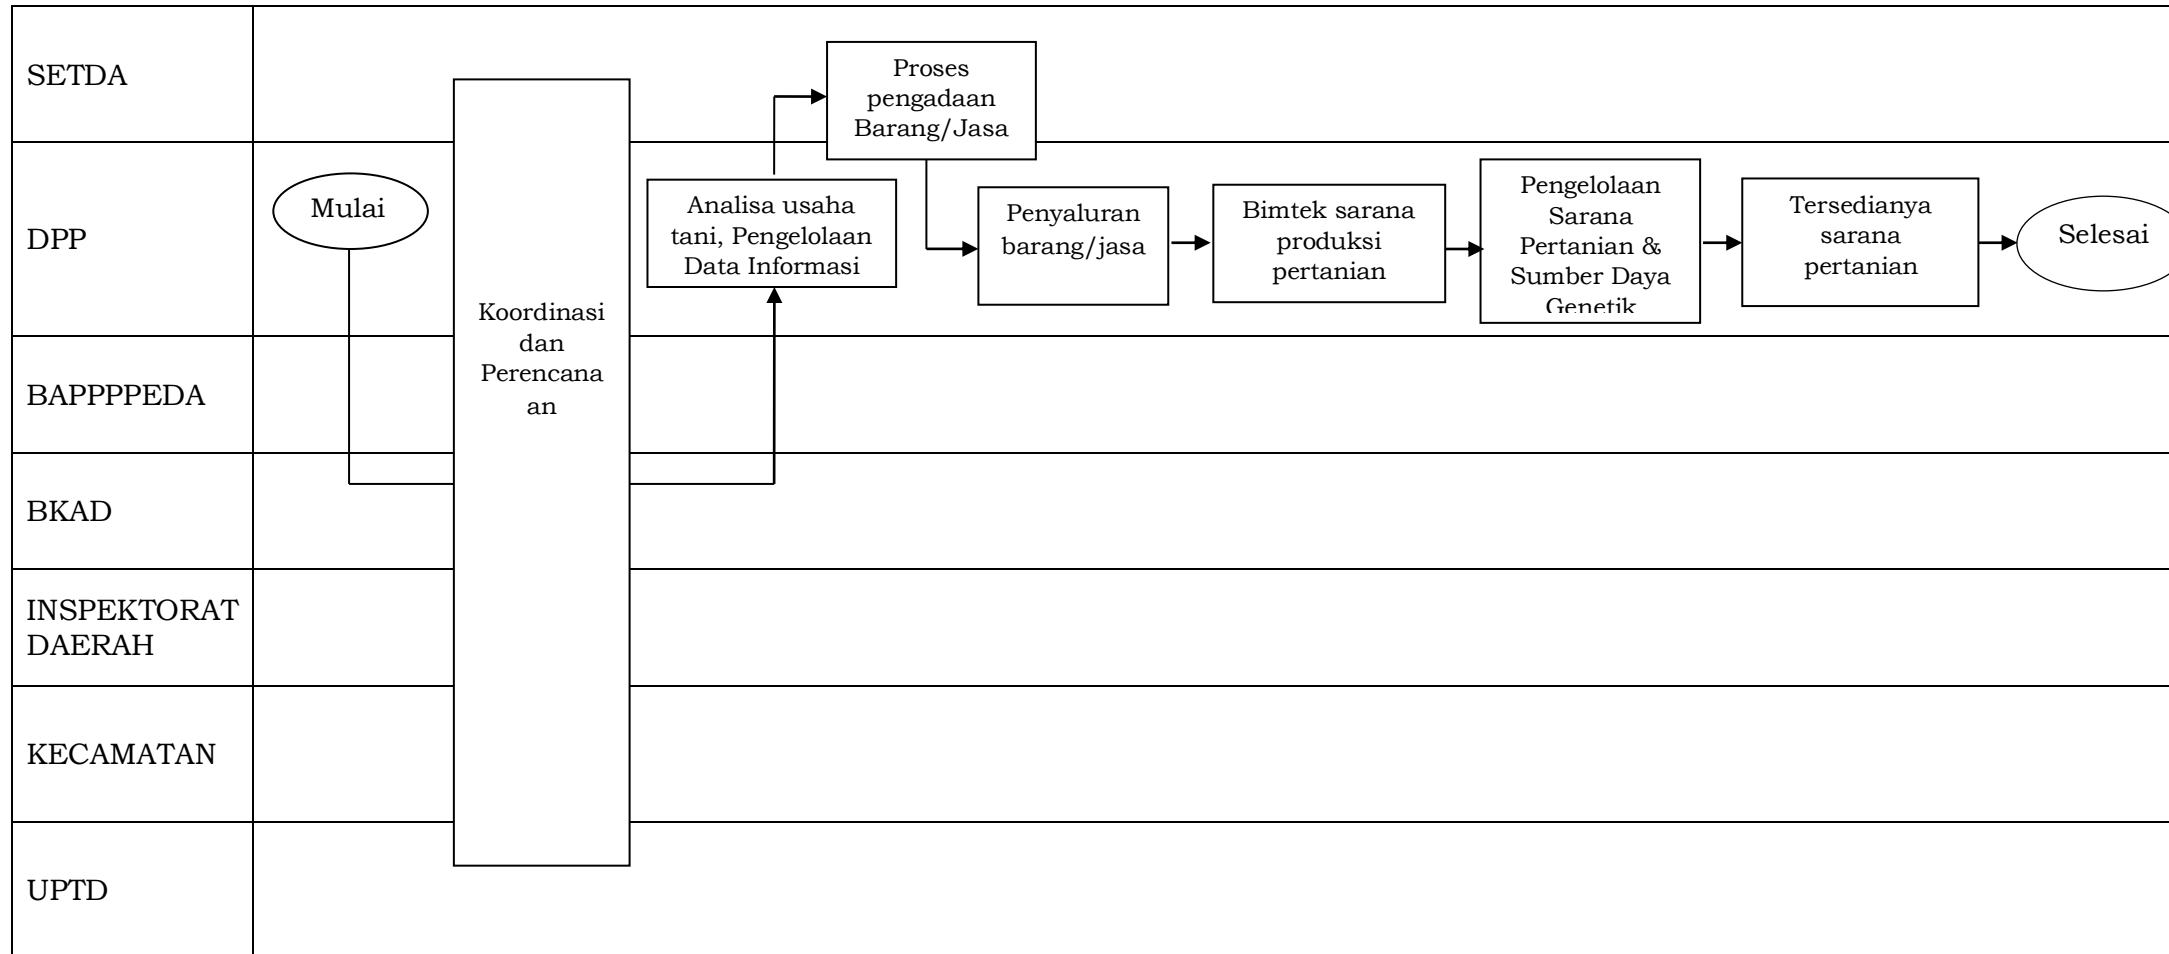 SETDA
Proses
pengadaan
Barang/Jasa
DPP
Mulai
Koordinasi
dan
Perencana
an
Analisa usaha
tani, Pengelolaan
Data Informasi
Penyaluran
barang/jasa
Bimtek sarana
produksi
pertanian
Pengelolaan
Sarana
Pertanian &
Sumber Daya
Genetik
Tersedianya
sarana
pertanian
Selesai
BAPPPPEDA
BKAD
INSPEKTORAT
DAERAH
KECAMATAN
UPTD